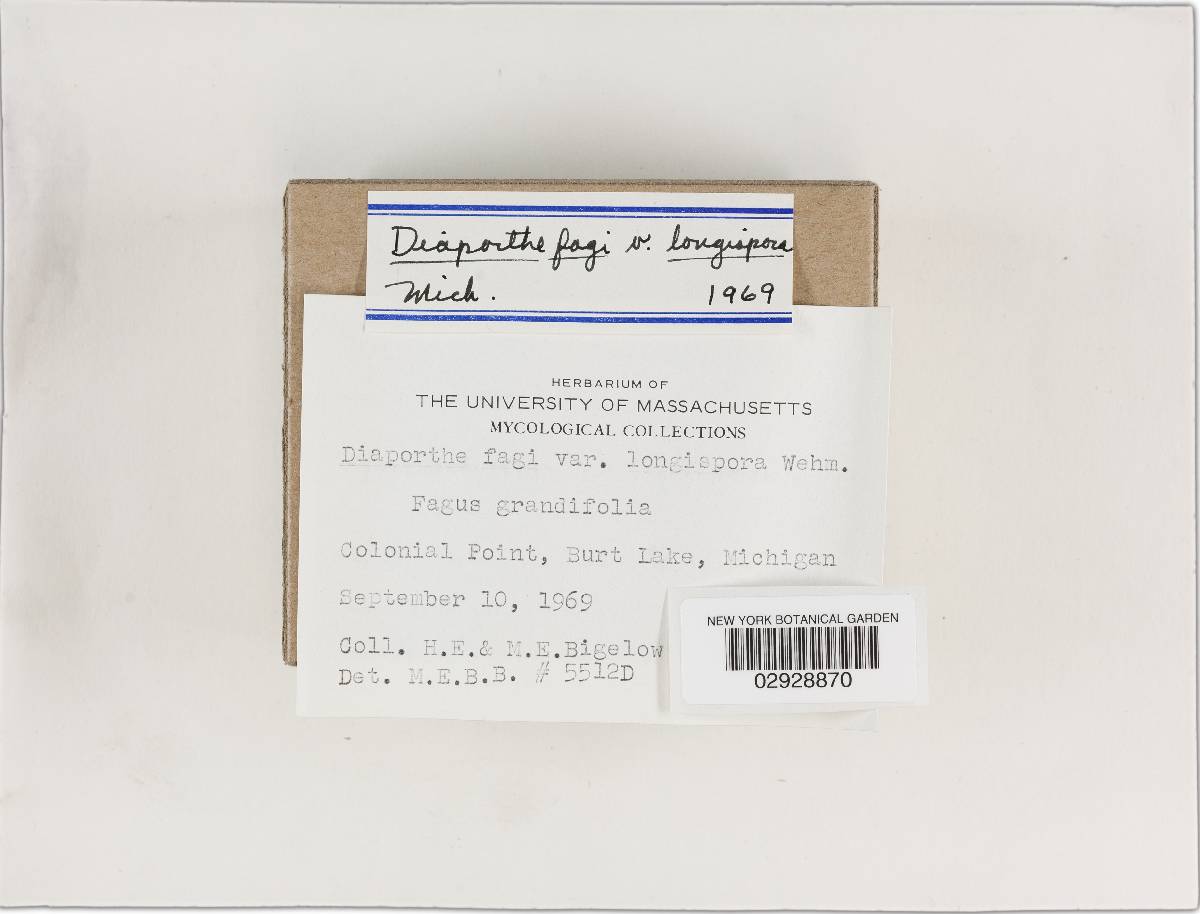 Diaporthe fagi v. longispora
Mich. 1969
HERBARIUM OF
THE UNIVERSITY OF MASSACHUSETTS
MYCOLOGICAL COLLECTIONS
Diaporthe fagi var. longispora Wehm.
Fagus grandifolia
Colonial Point, Burt Lake, Michigan
September 10, 1969
Coll. H.E.& M.E.Bigelow
Det. M.E.B.B. # 5512D
NEW YORK BOTANICAL GARDEN
02928870